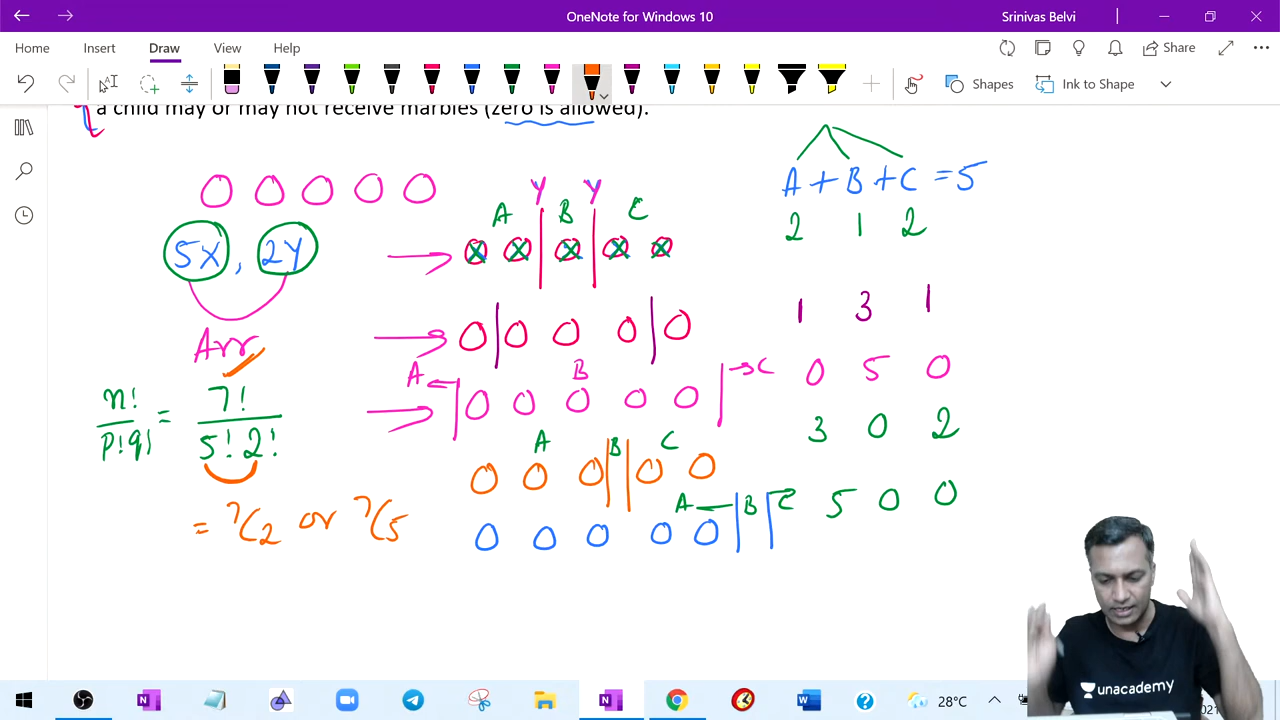 OneNote for Windows 10
Srinivas Belvi
Home Insert Draw View Help
Share
Shapes
Ink to Shape
a child may or may not receive marbles (zero is allowed).
A + B + C = 5
2 1 2
O O O O O
Y Y
A B C
5X , 2Y
1 3 1
Arr
A B C
0 5 0
n!/p!q! = 7!/5!2!
A B C
3 0 2
= 7C2 or 7C5
A B C
5 0 0
unacademy
28°C